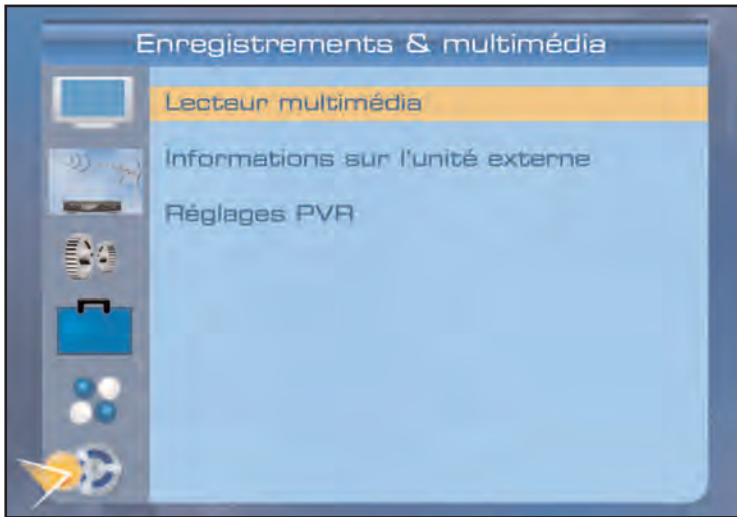 Enregistrements & multimédia
Lecteur multimédia
Informations sur l'unité externe
Réglages PVR